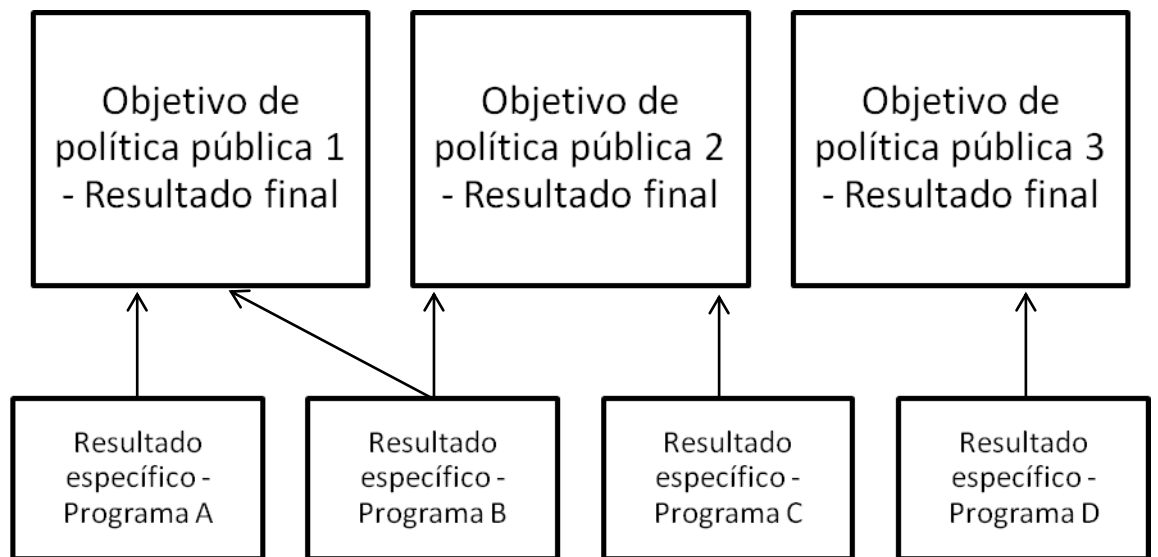 Objetivo de
política pública 1
- Resultado final
Objetivo de
política pública 2
- Resultado final
Objetivo de
política pública 3
- Resultado final
Resultado
específico -
Programa A
Resultado
específico -
Programa B
Resultado
específico -
Programa C
Resultado
específico -
Programa D